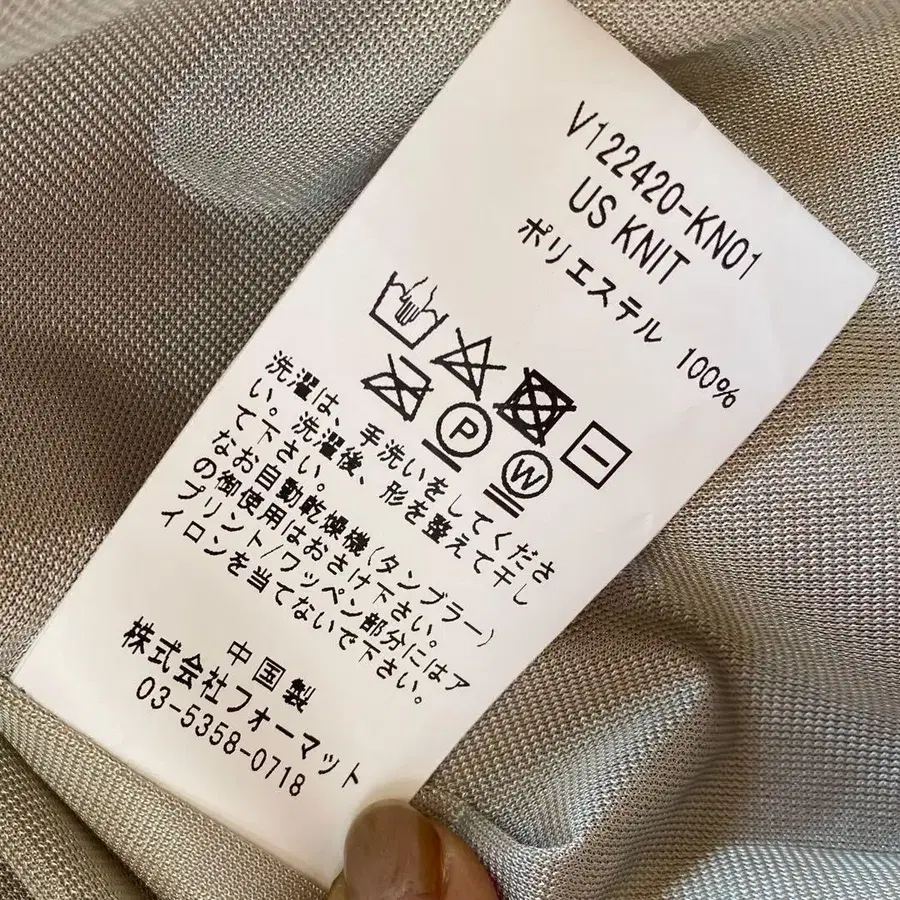 V122420-KN01
US KNIT
ポリエステル 100%
P
W
洗濯は、手洗いをしてくださ
い。洗濯後、形を整えて干し
て下さい。
なお自動乾燥機(タンブラー)
の御使用はおさけ下さい。
プリント/ワッペン部分にはア
イロンを当てないで下さい。
中国製
株式会社フォーマット
03-5358-0718